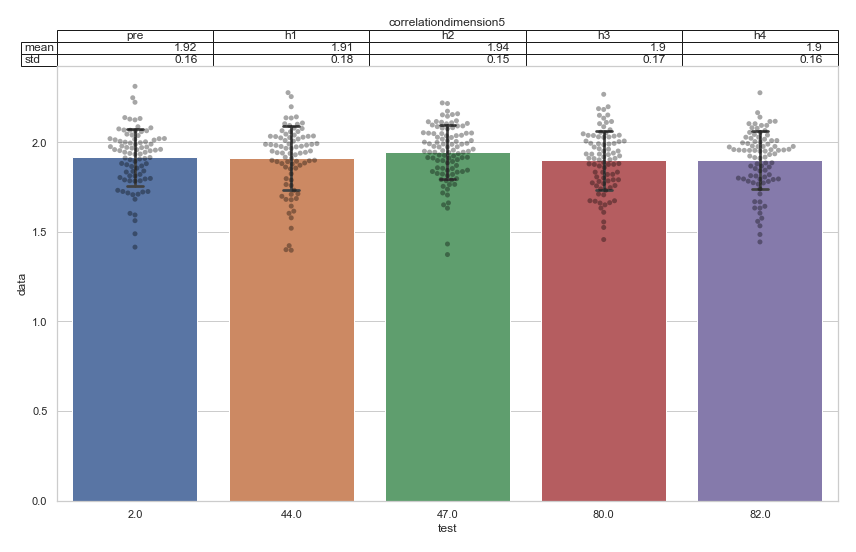 correlationdimension5
pre h1 h2 h3 h4
mean 1.92 1.91 1.94 1.9 1.9
std 0.16 0.18 0.15 0.17 0.16
2.0
1.5
1.0
0.5
0.0
data
2.0 44.0 47.0 80.0 82.0
test